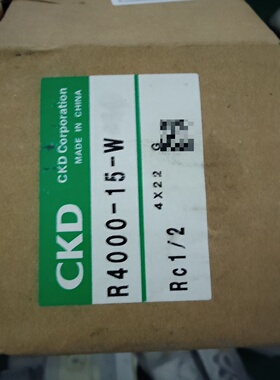 CKD
CKD Corporation
MADE IN CHINA
R4000-15-W
4X22
G
Rc1/2